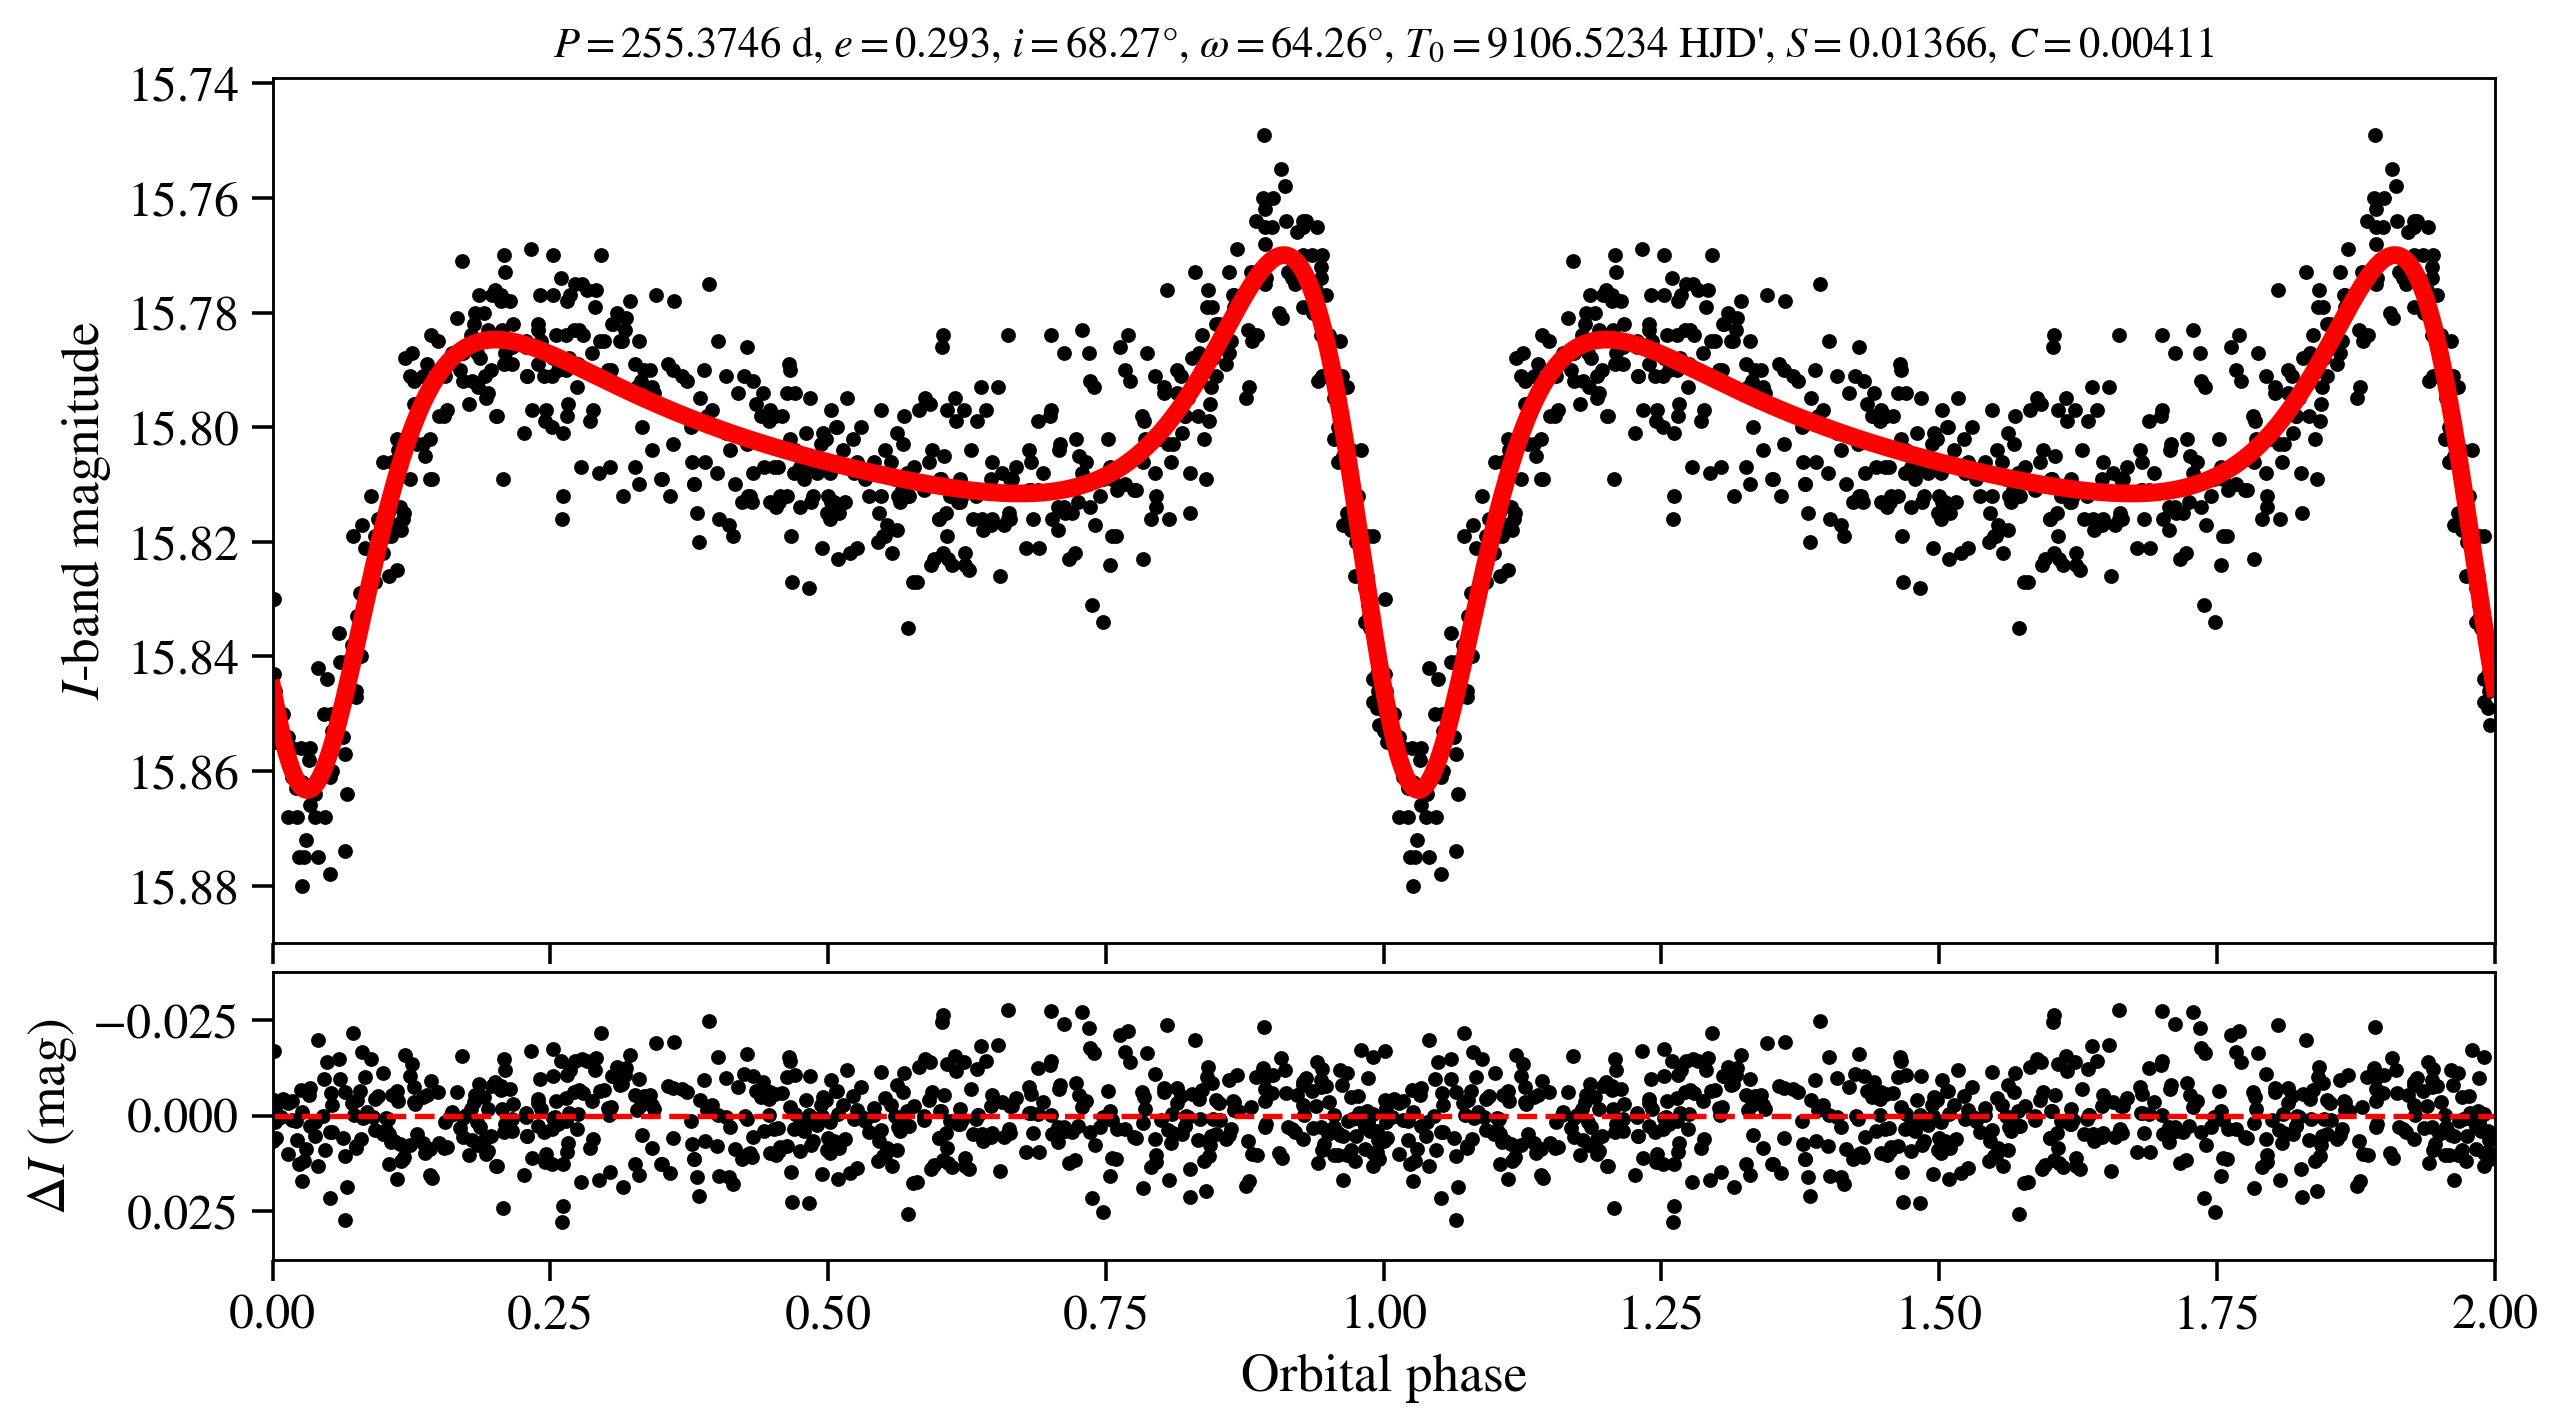 P = 255.3746 d, e = 0.293, i = 68.27°, ω = 64.26°, T₀ = 9106.5234 HJD', S = 0.01366, C = 0.00411
15.74
15.76
15.78
15.80
15.82
15.84
15.86
15.88
I-band magnitude
−0.025
0.000
0.025
ΔI (mag)
0.00 0.25 0.50 0.75 1.00 1.25 1.50 1.75 2.00
Orbital phase